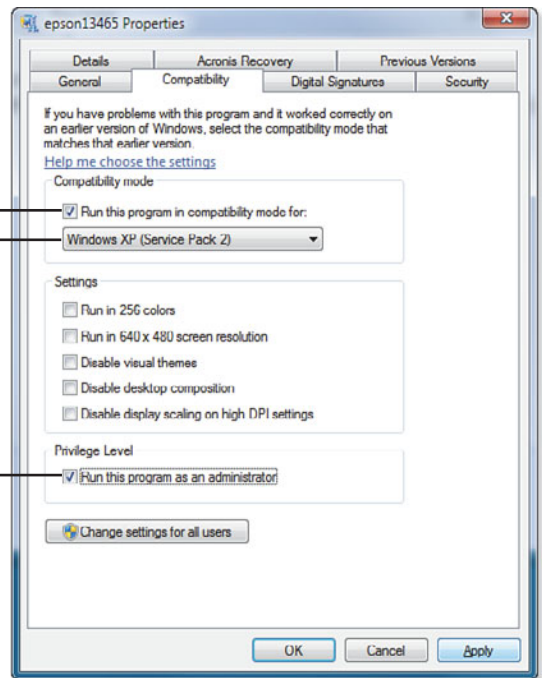 epson13465 Properties
Details Acronis Recovery Previous Versions
General Compatibility Digital Signatures Security
If you have problems with this program and it worked correctly on
an earlier version of Windows, select the compatibility mode that
matches that earlier version.
Help me choose the settings
Compatibility mode
Run this program in compatibility mode for:
Windows XP (Service Pack 2)
Settings
Run in 256 colors
Run in 640 x 480 screen resolution
Disable visual themes
Disable desktop composition
Disable display scaling on high DPI settings
Privilege Level
Run this program as an administrator
Change settings for all users
OK Cancel Apply